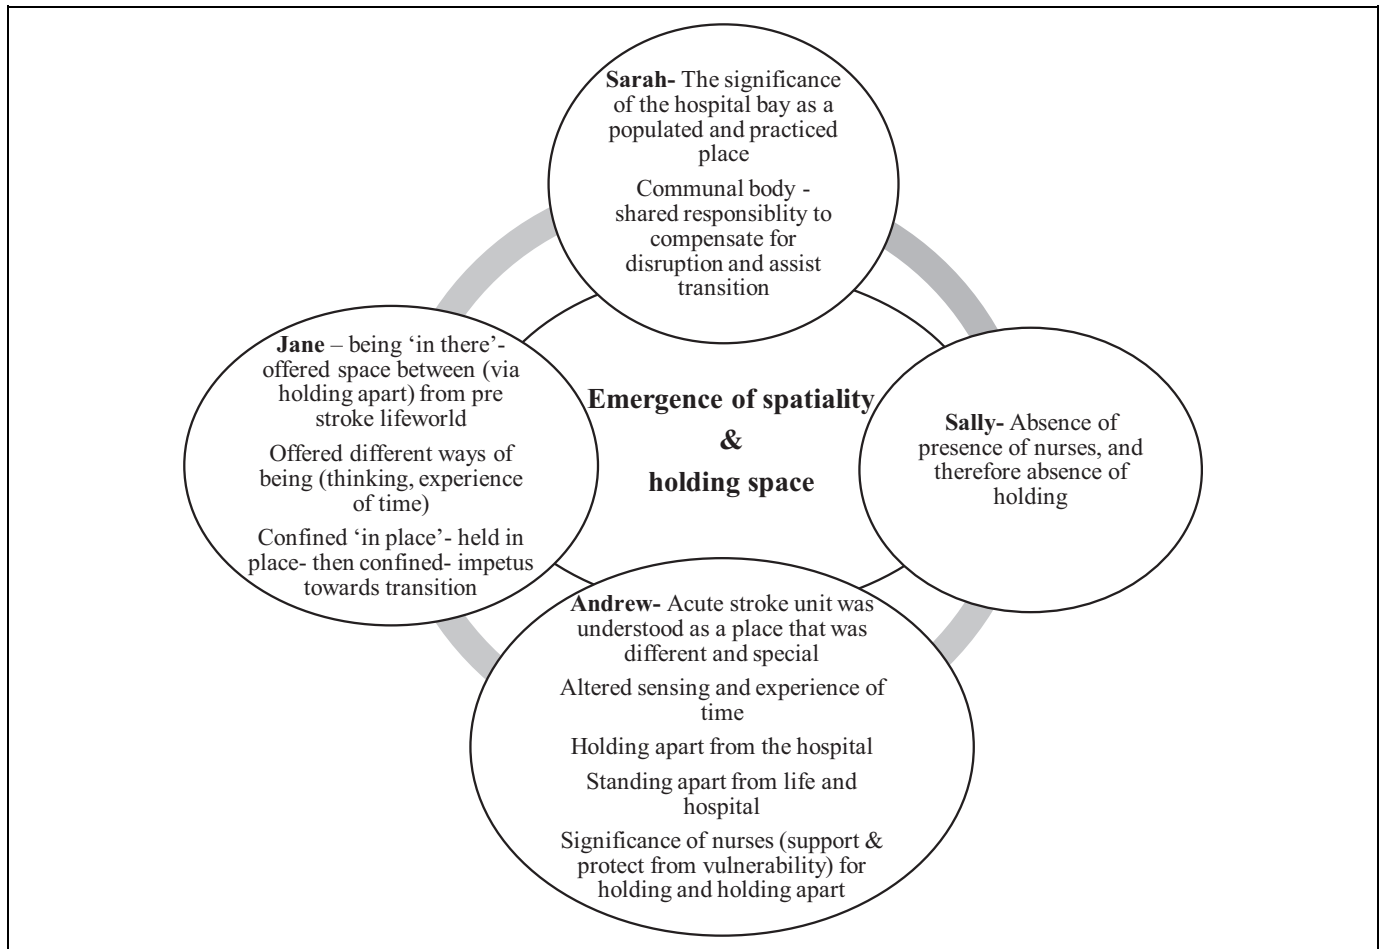 Sarah- The significance
of the hospital bay as a
populated and practiced
place
Communal body -
shared responsiblity to
compensate for
disruption and assist
transition
Jane – being ‘in there’-
offered space between (via
holding apart) from pre
stroke lifeworld
Offered different ways of
being (thinking, experience
of time)
Confined ‘in place’- held in
place- then confined- impetus
towards transition
Emergence of spatiality
&
holding space
Sally- Absence of
presence of nurses, and
therefore absence of
holding
Andrew- Acute stroke unit was
understood as a place that was
different and special
Altered sensing and experience of
time
Holding apart from the hospital
Standing apart from life and
hospital
Significance of nurses (support &
protect from vulnerability) for
holding and holding apart